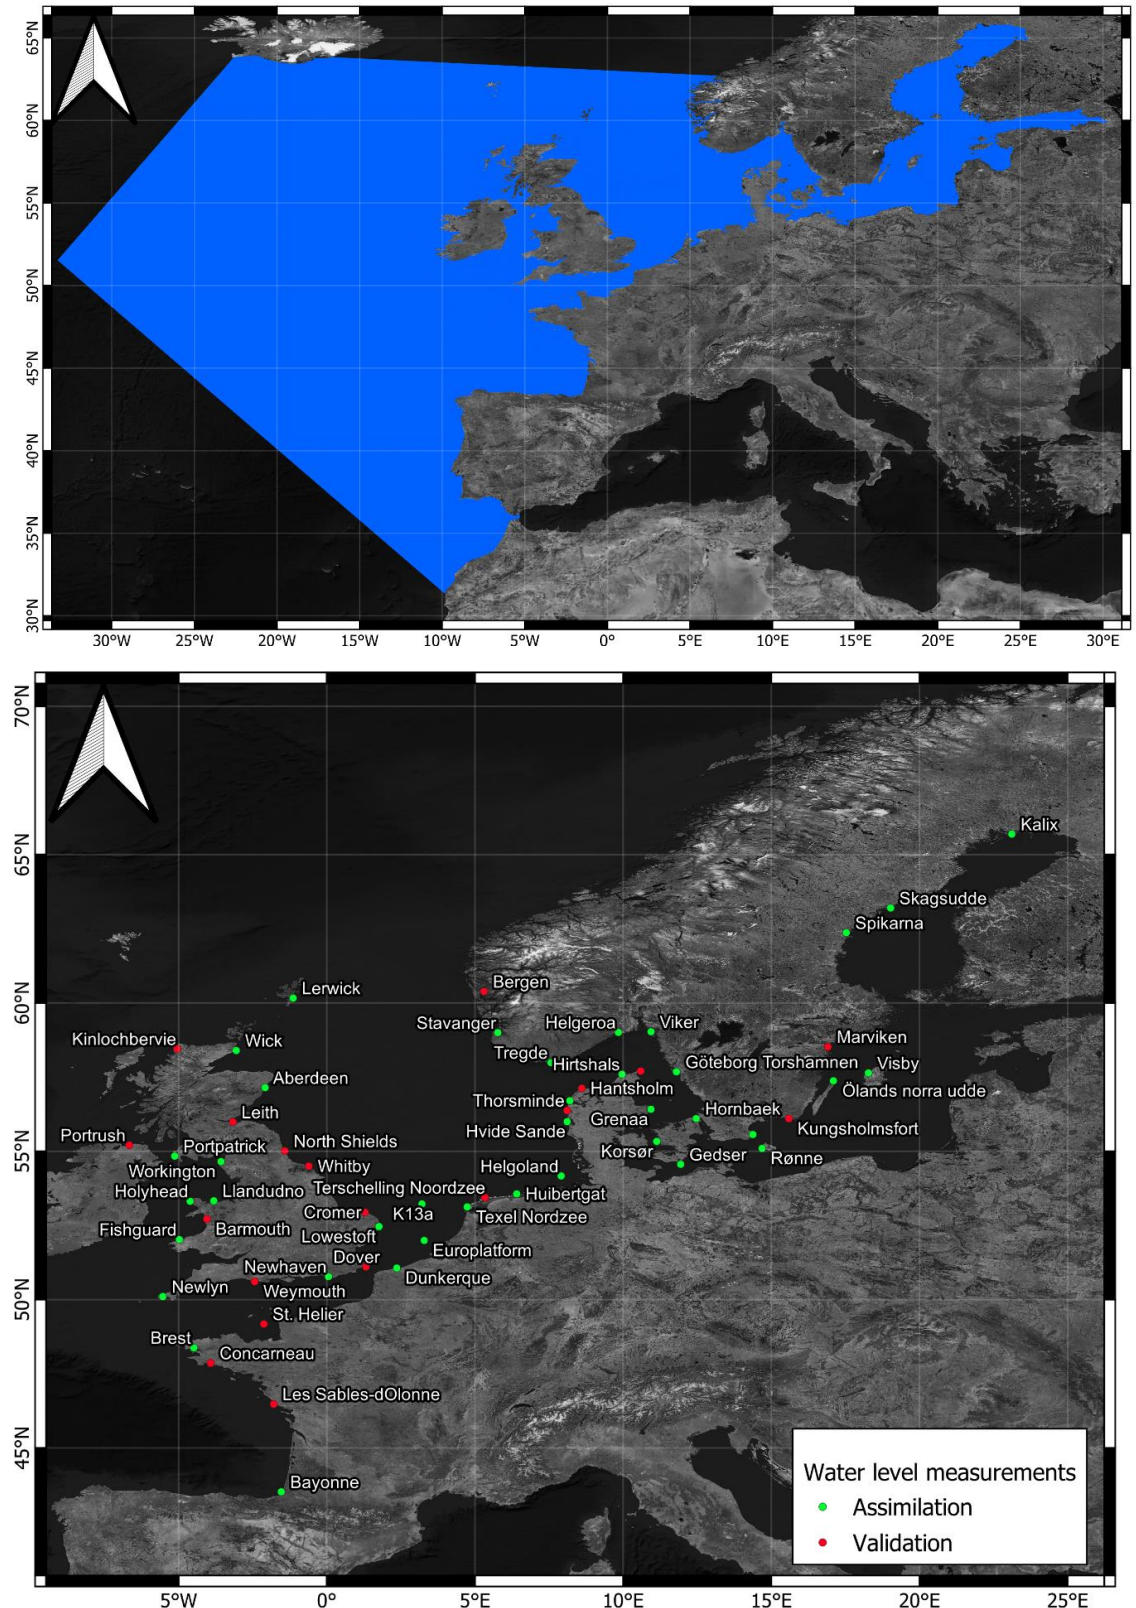 65°N
60°N
55°N
50°N
45°N
40°N
35°N
30°N
30°W 25°W 20°W 15°W 10°W 5°W 0° 5°E 10°E 15°E 20°E 25°E 30°E
70°N
65°N
60°N
55°N
50°N
45°N
Kalix
Skagsudde
Spikarna
Bergen
Lerwick
Stavanger
Helgeroa
Viker
Kinlochbervie
Wick
Marviken
Tregde
Hirtshals
Göteborg Torshamnen
Visby
Aberdeen
Hantsholm
Ölands norra udde
Thorsminde
Leith
Grenaa
Hornbaek
Kungsholmsfort
Portrush
Portpatrick
North Shields
Hvide Sande
Korsør
Gedser
Rønne
Workington
Whitby
Helgoland
Holyhead
Llandudno
Terschelling Noordzee
Huibertgat
Cromer
K13a
Texel Nordzee
Fishguard
Barmouth
Lowestoft
Europlatform
Newhaven
Dover
Dunkerque
Newlyn
Weymouth
St. Helier
Brest
Concarneau
Les Sables-dOlonne
Bayonne
Water level measurements
Assimilation
Validation
5°W 0° 5°E 10°E 15°E 20°E 25°E